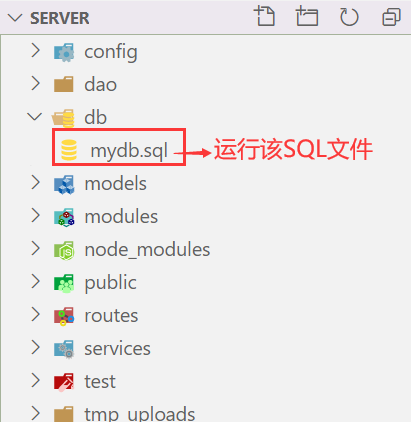 SERVER
config
dao
db
mydb.sql 运行该SQL文件
models
modules
node_modules
public
routes
services
test
tmp_uploads